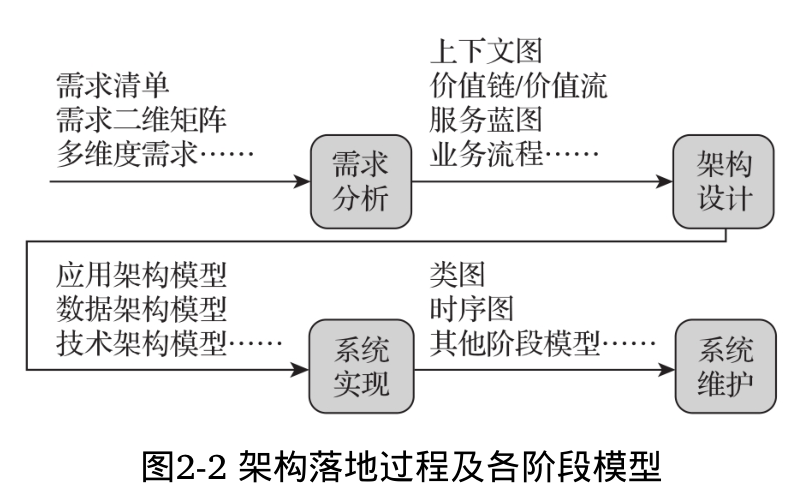 需求清单
需求二维矩阵
多维度需求……
需求
分析
上下文图
价值链/价值流
服务蓝图
业务流程……
架构
设计
应用架构模型
数据架构模型
技术架构模型……
系统
实现
类图
时序图
其他阶段模型……
系统
维护
图2-2 架构落地过程及各阶段模型